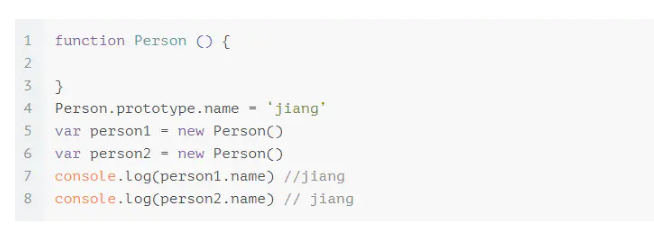 1 function Person () {
2
3 }
4 Person.prototype.name = ‘jiang’
5 var person1 = new Person()
6 var person2 = new Person()
7 console.log(person1.name) //jiang
8 console.log(person2.name) // jiang